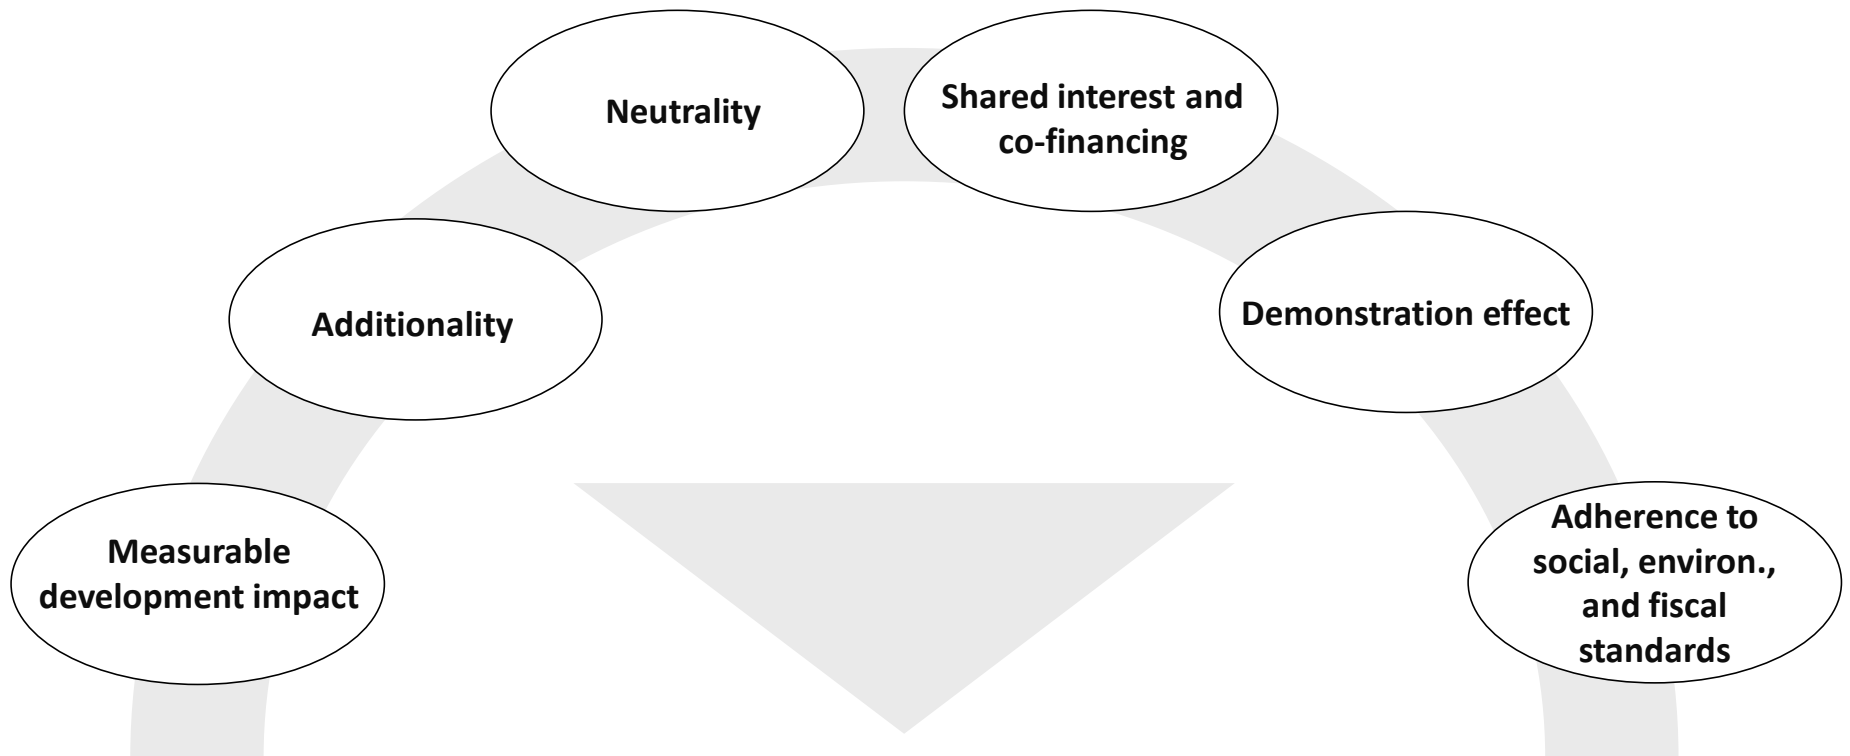 Neutrality
Shared interest and
co-financing
Additionality
Demonstration effect
Measurable
development impact
Adherence to
social, environ.,
and fiscal
standards